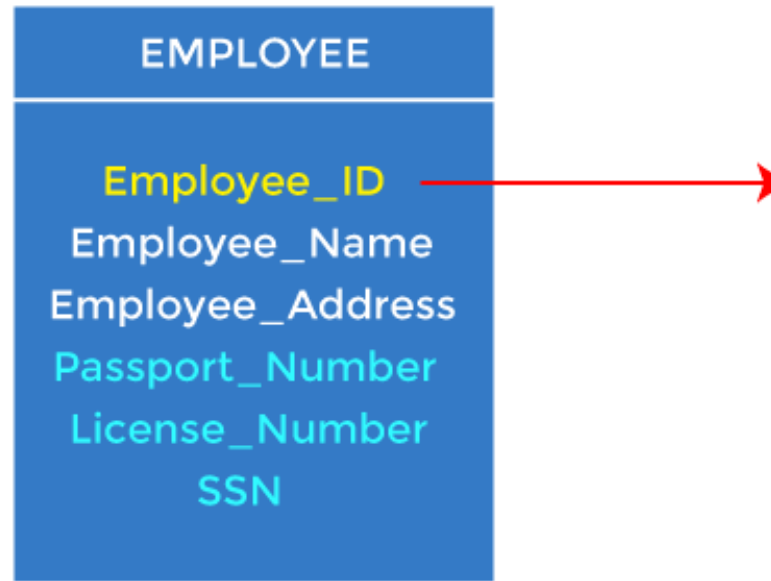 EMPLOYEE
Employee_ID
Employee_Name
Employee_Address
Passport_Number
License_Number
SSN